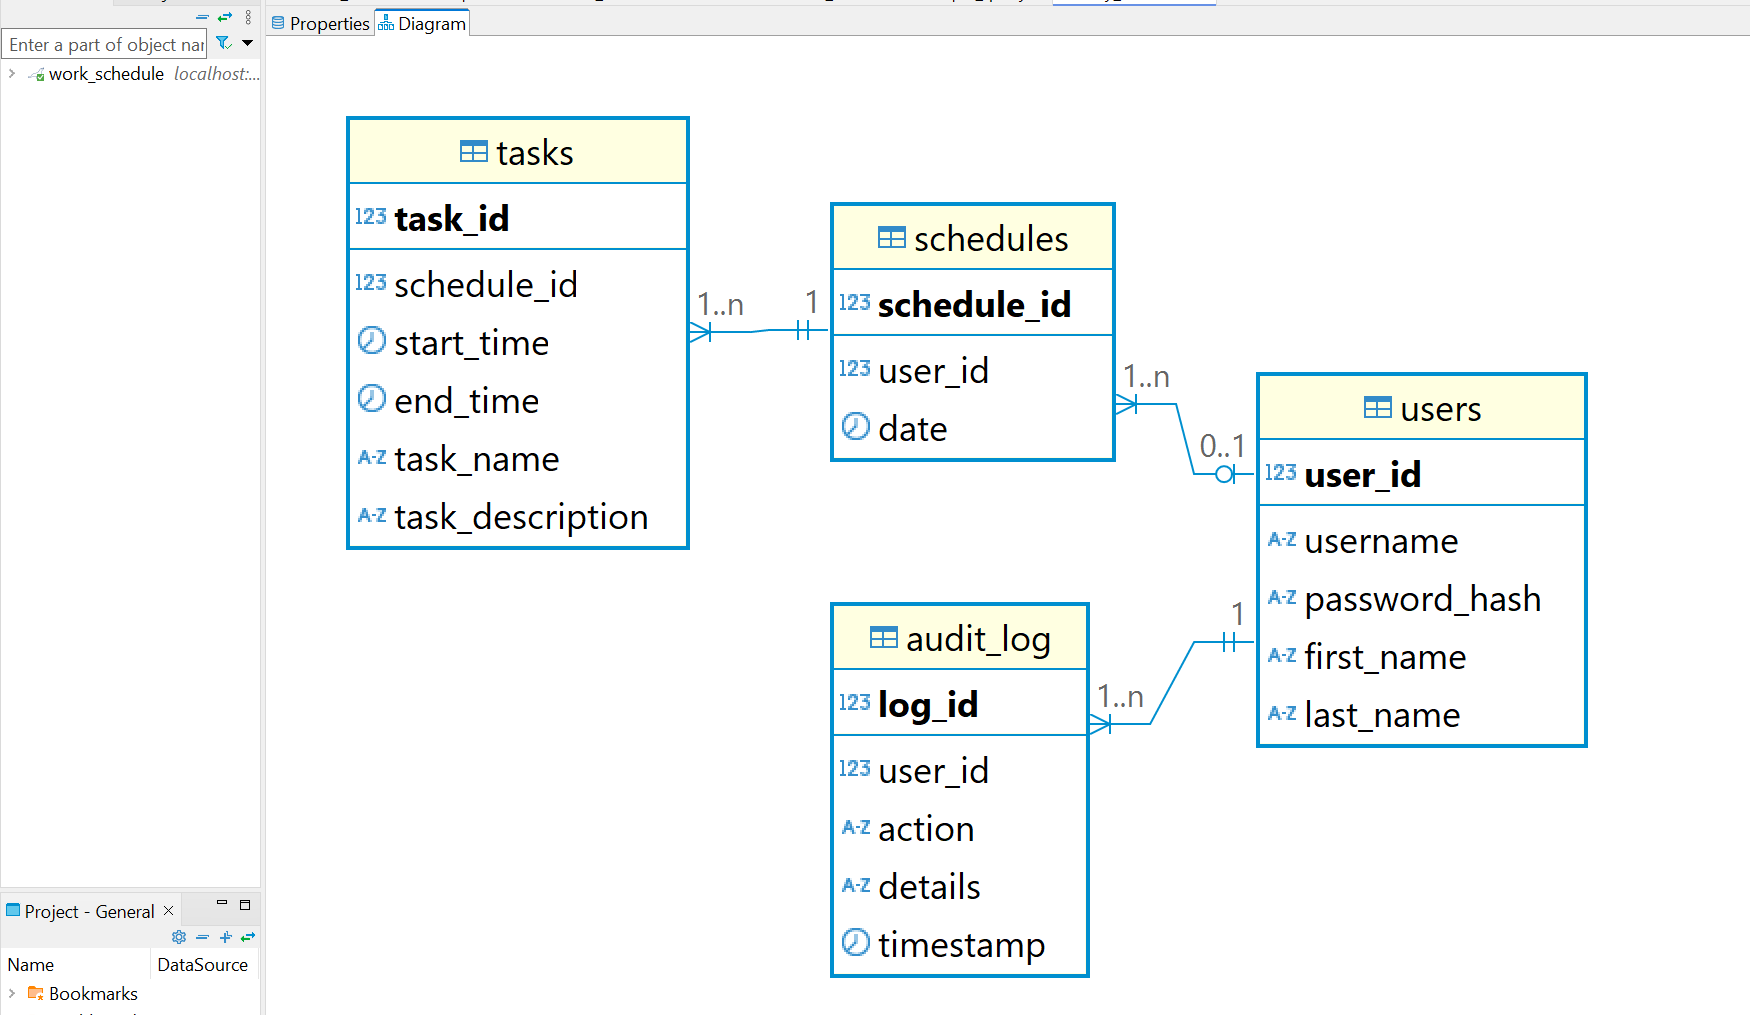 Properties
Diagram
Enter a part of object nar
work_schedule localhost:...
tasks
123 task_id
123 schedule_id
start_time
end_time
A-Z task_name
A-Z task_description
1..n
1
schedules
123 schedule_id
123 user_id
date
1..n
0..1
users
123 user_id
A-Z username
A-Z password_hash
A-Z first_name
A-Z last_name
1
1..n
audit_log
123 log_id
123 user_id
A-Z action
A-Z details
timestamp
Project - General
Name DataSource
Bookmarks